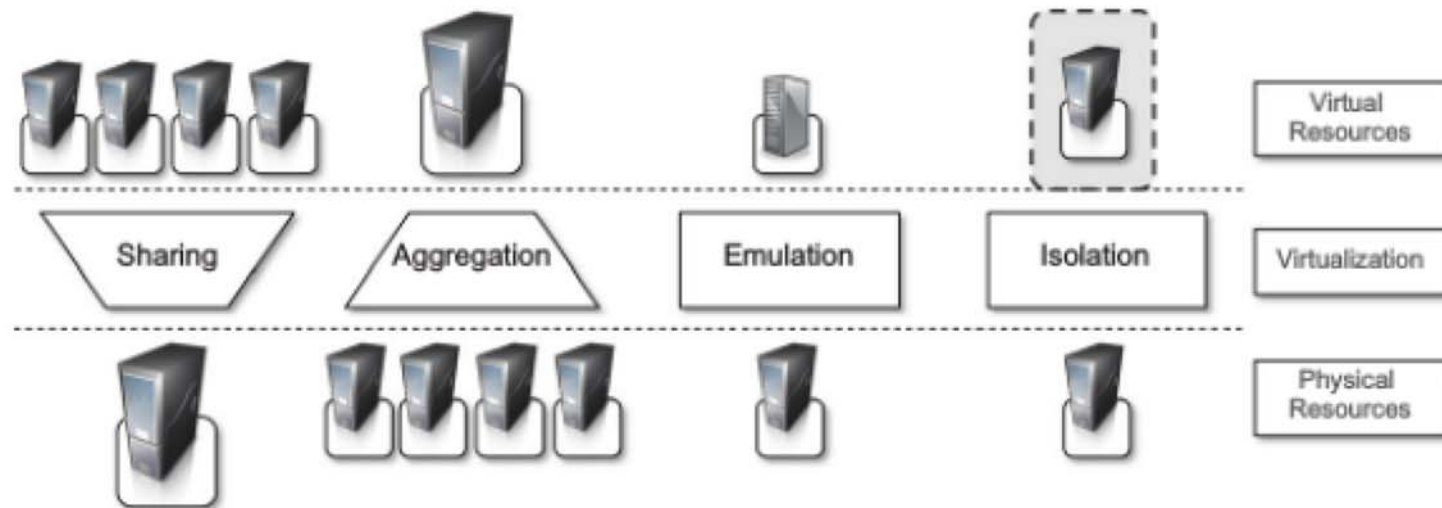 Virtual
Resources
Sharing
Aggregation
Emulation
Isolation
Virtualization
Physical
Resources